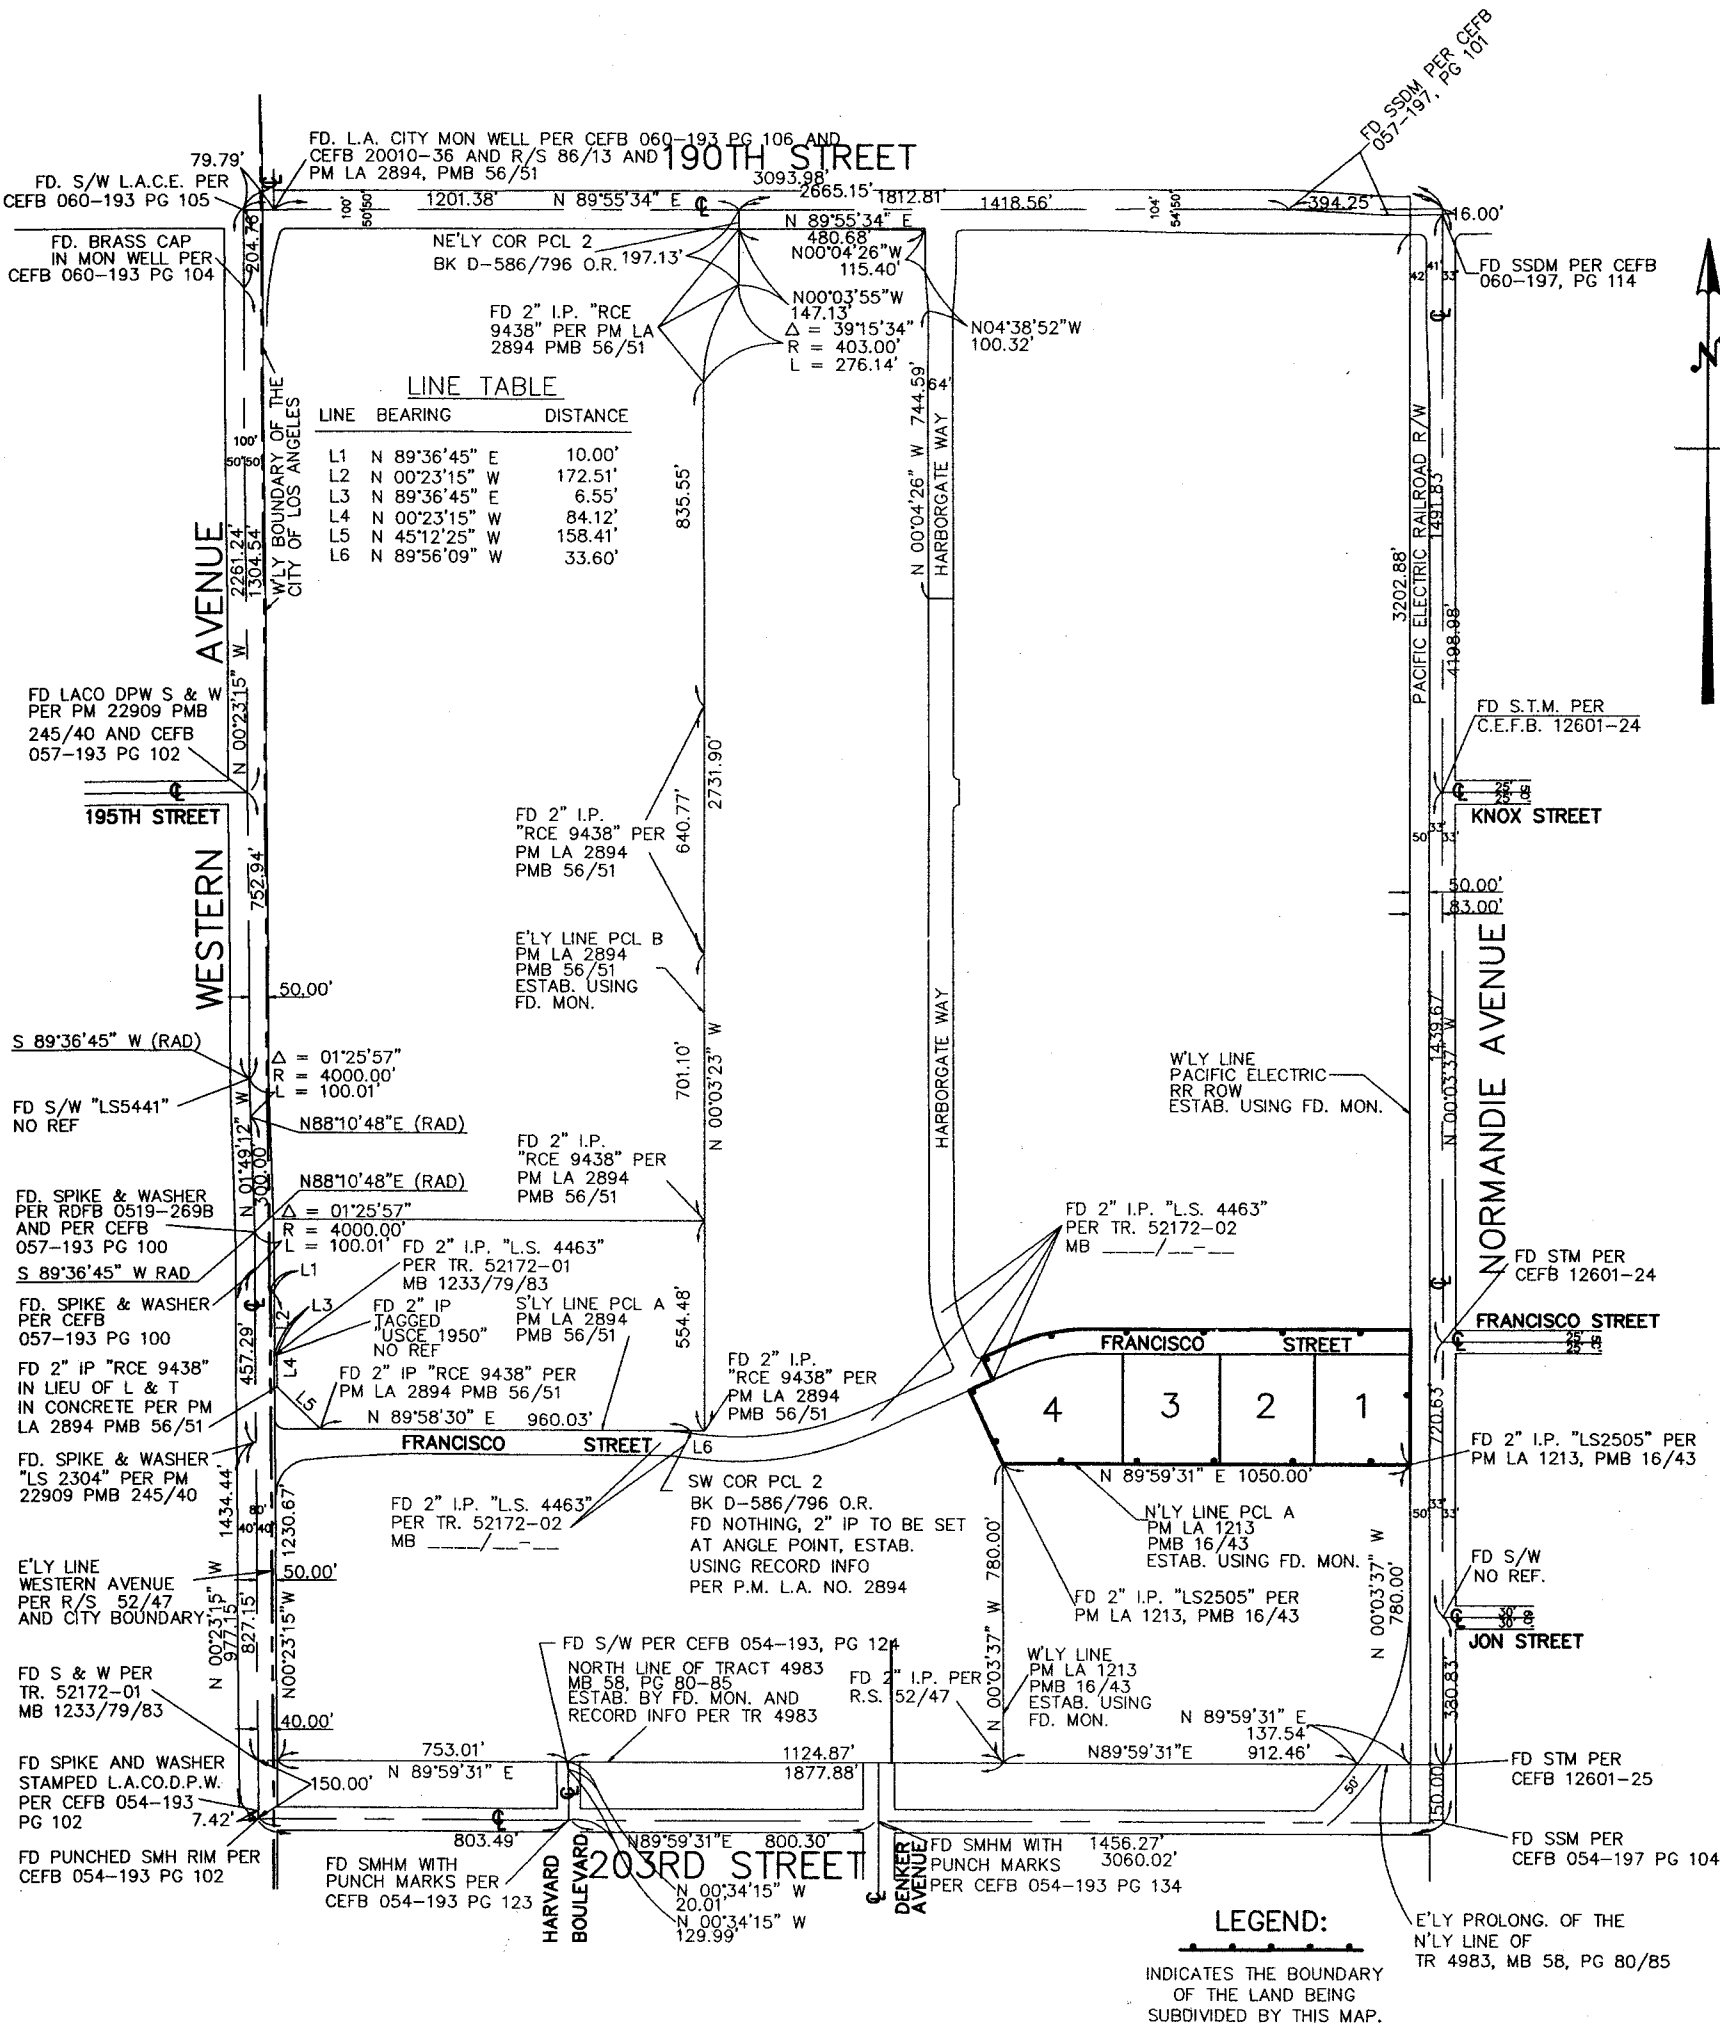 FD SSDM PER CEFB
057-197, PG 101
FD. L.A. CITY MON WELL PER CEFB 060-193 PG 106 AND
CEFB 20010-36 AND R/S 86/13 AND
PM LA 2894, PMB 56/51
190TH STREET
79.79'
FD. S/W L.A.C.E. PER
CEFB 060-193 PG 105
3093.98'
2665.15'
1812.81'
1201.38'
N 89°55'34" E
℄
1418.56'
394.25'
16.00'
100'
50'50'
104'
54'50'
FD. BRASS CAP
IN MON WELL PER
CEFB 060-193 PG 104
204.76'
NE'LY COR PCL 2
BK D-586/796 O.R.
197.13'
N 89°55'34" E
480.68'
N00°04'26"W
115.40'
N00°03'55"W
147.13'
Δ = 39°15'34"
R = 403.00'
L = 276.14'
N04°38'52"W
100.32'
FD SSDM PER CEFB
060-197, PG 114
42'
41'
33'
FD 2" I.P. "RCE
9438" PER PM LA
2894 PMB 56/51
LINE TABLE
LINE BEARING DISTANCE
L1 N 89°36'45" E 10.00'
L2 N 00°23'15" W 172.51'
L3 N 89°36'45" E 6.55'
L4 N 00°23'15" W 84.12'
L5 N 45°12'25" W 158.41'
L6 N 89°56'09" W 33.60'
W'LY BOUNDARY OF THE
CITY OF LOS ANGELES
100'
50'50'
2261.24'
1304.54'
N 00°23'15" W
WESTERN AVENUE
835.55'
N 00°04'26" W 744.59'
64'
HARBORGATE WAY
3202.88'
PACIFIC ELECTRIC RAILROAD R/W
1491.83'
4198.98'
N
FD LACO DPW S & W
PER PM 22909 PMB
245/40 AND CEFB
057-193 PG 102
℄
195TH STREET
752.94'
FD S.T.M. PER
C.E.F.B. 12601-24
℄
25'
25'
50'
KNOX STREET
50'
33'
33'
2731.90'
640.77'
FD 2" I.P.
"RCE 9438" PER
PM LA 2894
PMB 56/51
50.00'
83.00'
E'LY LINE PCL B
PM LA 2894
PMB 56/51
ESTAB. USING
FD. MON.
50.00'
HARBORGATE WAY
NORMANDIE AVENUE
1439.67'
N 00°03'37" W
S 89°36'45" W (RAD)
Δ = 01°25'57"
R = 4000.00'
L = 100.01'
FD S/W "LS5441"
NO REF
N88°10'48"E (RAD)
701.10'
N 00°03'23" W
W'LY LINE
PACIFIC ELECTRIC
RR ROW
ESTAB. USING FD. MON.
N 01°49'12" W
300.00'
FD 2" I.P.
"RCE 9438" PER
PM LA 2894
PMB 56/51
N88°10'48"E (RAD)
FD. SPIKE & WASHER
PER RDFB 0519-269B
AND PER CEFB
057-193 PG 100
Δ = 01°25'57"
R = 4000.00'
L = 100.01'
S 89°36'45" W RAD
FD 2" I.P. "L.S. 4463"
PER TR. 52172-01
MB 1233/79/83
FD 2" I.P. "L.S. 4463"
PER TR. 52172-02
MB ____/__-__
FD STM PER
CEFB 12601-24
FD. SPIKE & WASHER
PER CEFB
057-193 PG 100
L1
L2
L3
L4
L5
FD 2" IP
TAGGED
"USCE 1950"
NO REF
S'LY LINE PCL A
PM LA 2894
PMB 56/51
554.48'
FRANCISCO STREET
FRANCISCO STREET
25'
25'
457.29'
FD 2" IP "RCE 9438"
IN LIEU OF L & T
IN CONCRETE PER PM
LA 2894 PMB 56/51
FD 2" IP "RCE 9438" PER
PM LA 2894 PMB 56/51
FD 2" I.P.
"RCE 9438" PER
PM LA 2894
PMB 56/51
4
3
2
1
N 89°58'30" E 960.03'
FRANCISCO STREET
L6
720.63'
FD. SPIKE & WASHER
"LS 2304" PER PM
22909 PMB 245/40
N 89°59'31" E 1050.00'
FD 2" I.P. "LS2505" PER
PM LA 1213, PMB 16/43
SW COR PCL 2
BK D-586/796 O.R.
FD NOTHING, 2" IP TO BE SET
AT ANGLE POINT, ESTAB.
USING RECORD INFO
PER P.M. L.A. NO. 2894
FD 2" I.P. "L.S. 4463"
PER TR. 52172-02
MB ____/__-__
1434.44'
80'
40'40'
1230.67'
N'LY LINE PCL A
PM LA 1213
PMB 16/43
ESTAB. USING FD. MON.
50'
33'
33'
E'LY LINE
WESTERN AVENUE
PER R/S 52/47
AND CITY BOUNDARY
50.00'
N 00°03'37" W 780.00'
FD 2" I.P. "LS2505" PER
PM LA 1213, PMB 16/43
N 00°03'37" W
780.00'
FD S/W
NO REF.
30'
30'
60'
JON STREET
N 00°23'15" W
977.15'
827.15'
N00°23'15"W
FD S/W PER CEFB 054-193, PG 124
NORTH LINE OF TRACT 4983
MB 58, PG 80-85
ESTAB. BY FD. MON. AND
RECORD INFO PER TR 4983
FD 2" I.P. PER
R.S. 52/47
W'LY LINE
PM LA 1213
PMB 16/43
ESTAB. USING
FD. MON.
FD S & W PER
TR. 52172-01
MB 1233/79/83
40.00'
N 89°59'31" E
137.54'
380.83'
753.01'
N 89°59'31" E
1124.87'
1877.88'
N89°59'31"E 912.46'
FD STM PER
CEFB 12601-25
FD SPIKE AND WASHER
STAMPED L.A.CO.D.P.W.
PER CEFB 054-193
PG 102
150.00'
7.42'
50'
150.00'
FD PUNCHED SMH RIM PER
CEFB 054-193 PG 102
803.49'
N89°59'31"E 800.30'
203RD STREET
FD SMHM WITH
PUNCH MARKS PER
CEFB 054-193 PG 123
HARVARD
BOULEVARD
N 00°34'15" W
20.01'
N 00°34'15" W
129.99'
DENKER
AVENUE
FD SMHM WITH
PUNCH MARKS
PER CEFB 054-193 PG 134
1456.27'
3060.02'
FD SSM PER
CEFB 054-197 PG 104
LEGEND:
INDICATES THE BOUNDARY
OF THE LAND BEING
SUBDIVIDED BY THIS MAP.
E'LY PROLONG. OF THE
N'LY LINE OF
TR 4983, MB 58, PG 80/85